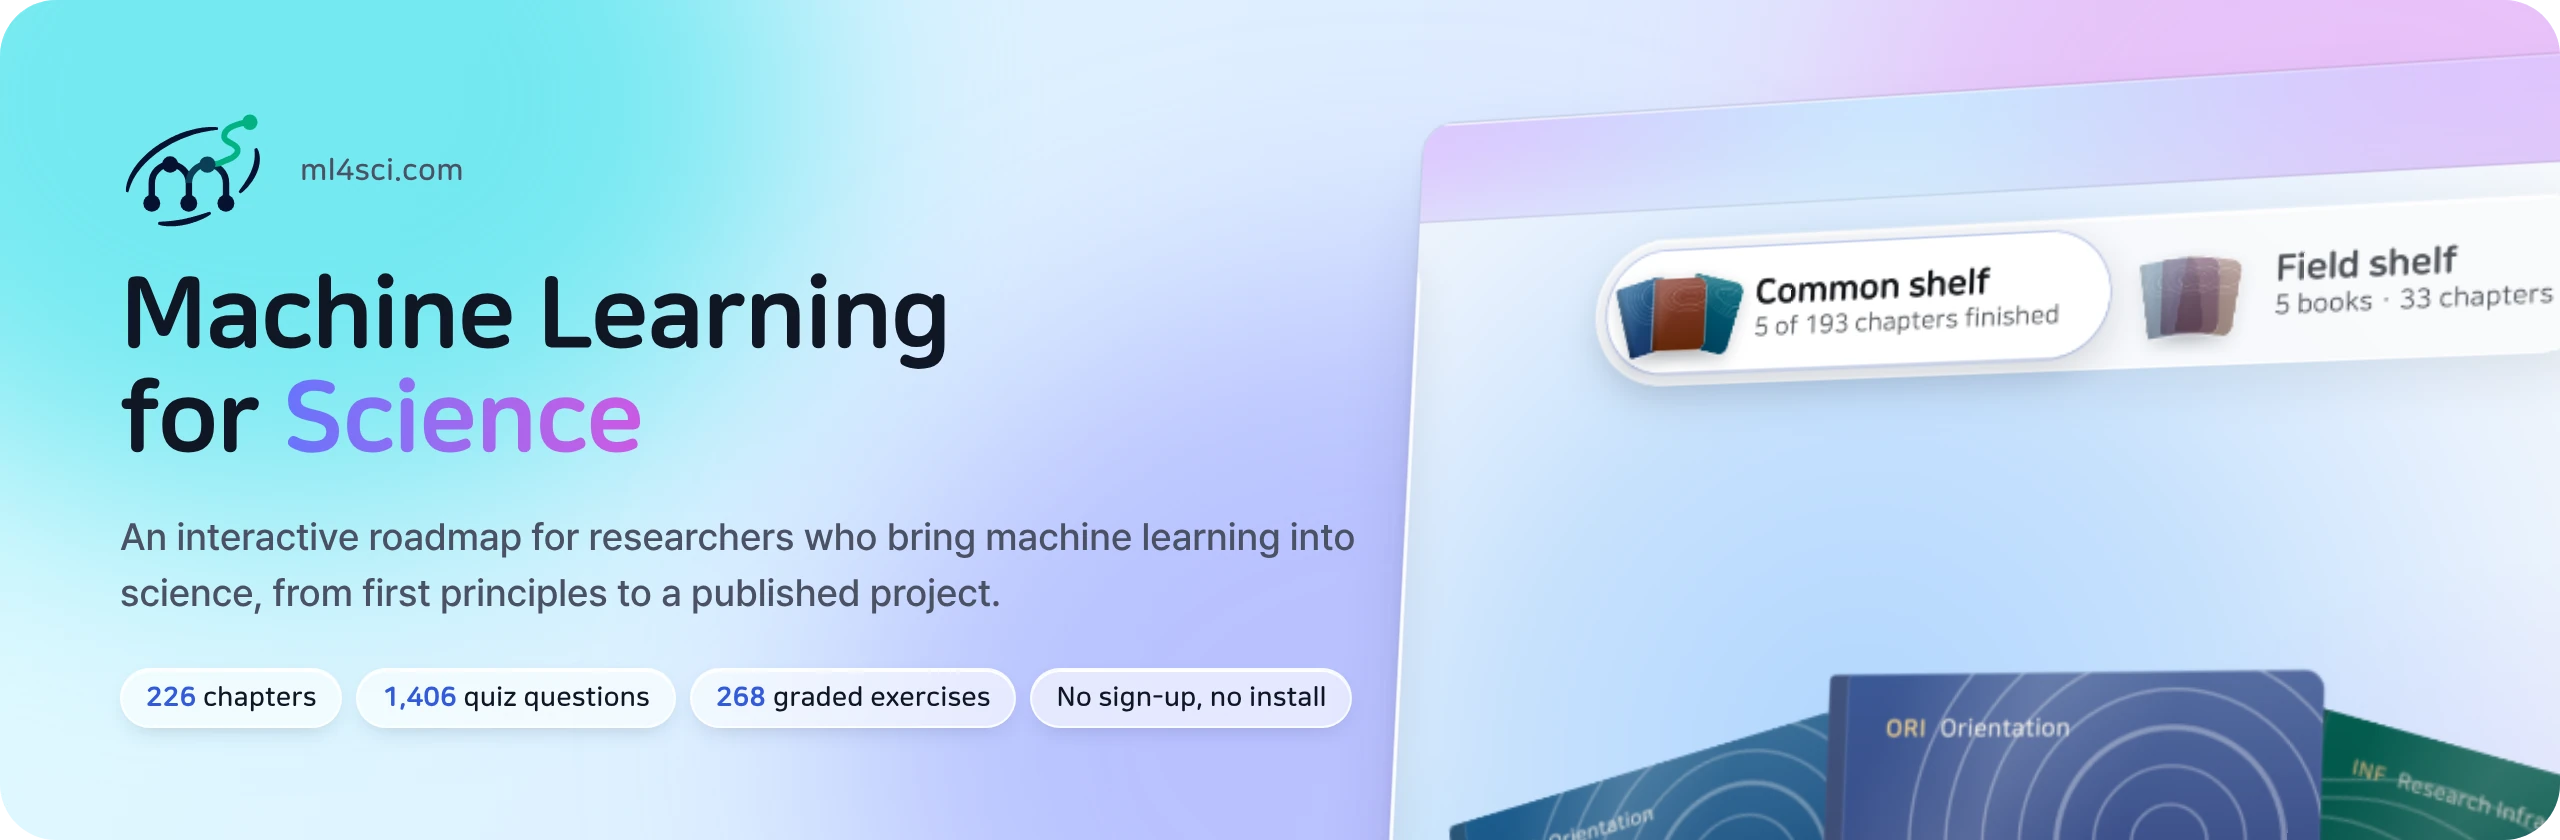 ml4sci.com
Machine Learning
for Science
An interactive roadmap for researchers who bring machine learning into
science, from first principles to a published project.
226 chapters
1,406 quiz questions
268 graded exercises
No sign-up, no install
Common shelf
5 of 193 chapters finished
Field shelf
5 books · 33 chapters
ORI Orientation
Orientation
INF Research